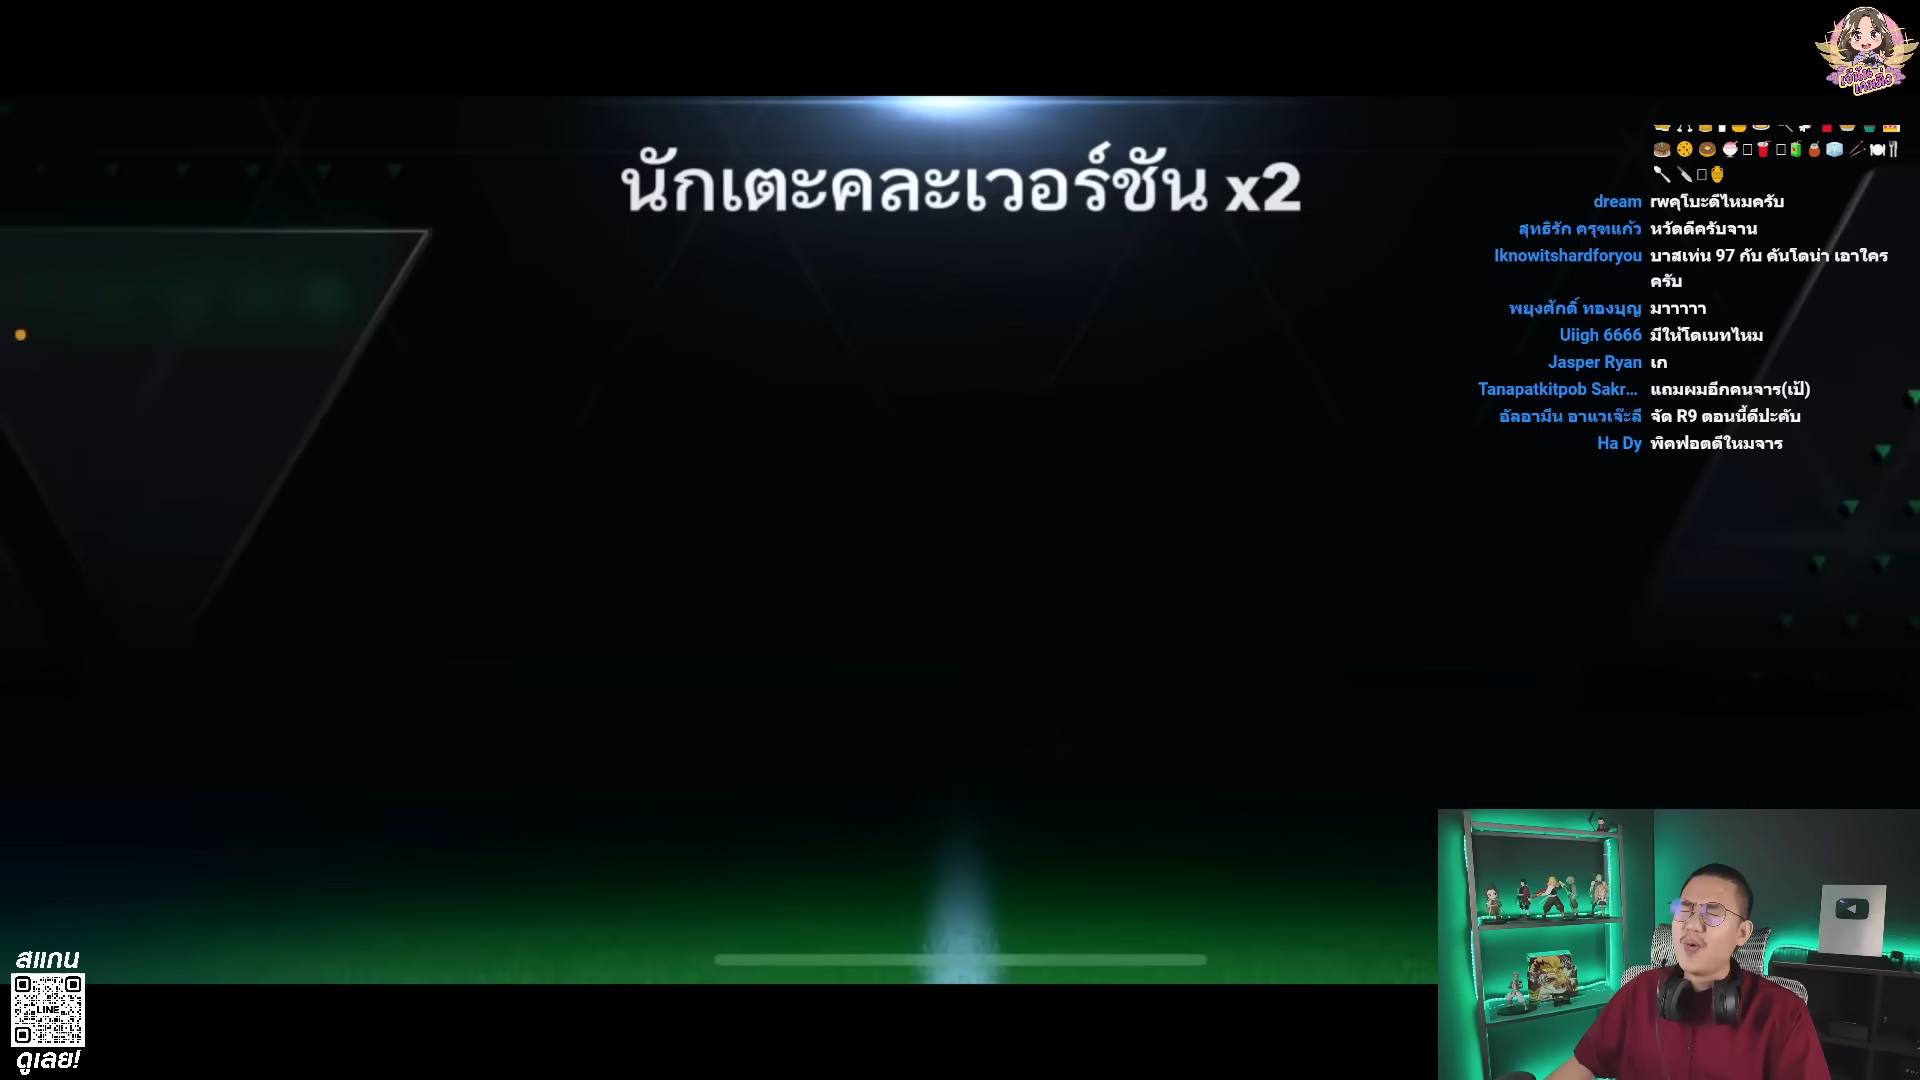 นักเตะคละเวอร์ชัน x2
dream rwคุโบะดีไหมครับ
สุทธิรัก ครุฑแก้ว หวัดดีครับจาน
Iknowitshardforyou บาสเท่น 97 กับ คันโตน่า เอาใคร
ครับ
พยุงศักดิ์ ทองบุญ มาาาาา
Uiigh 6666 มีให้โดเนทไหม
Jasper Ryan เก
Tanapatkitpob Sakr... แถมผมอีกคนจาร(เป้)
อัลอามีน อาแวเจ๊ะลี จัด R9 ตอนนี้ดีปะคับ
Ha Dy พิคฟอตดีใหมจาร
สแกน
LINE
ดูเลย!